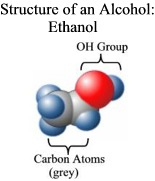 Structure of an Alcohol:
Ethanol
OH Group
Carbon Atoms
(grey)